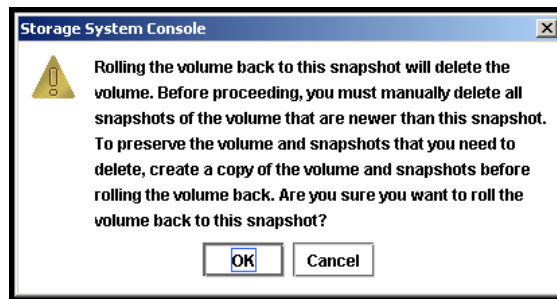 Storage System Console
Rolling the volume back to this snapshot will delete the
volume. Before proceeding, you must manually delete all
snapshots of the volume that are newer than this snapshot.
To preserve the volume and snapshots that you need to
delete, create a copy of the volume and snapshots before
rolling the volume back. Are you sure you want to roll the
volume back to this snapshot?
OK Cancel